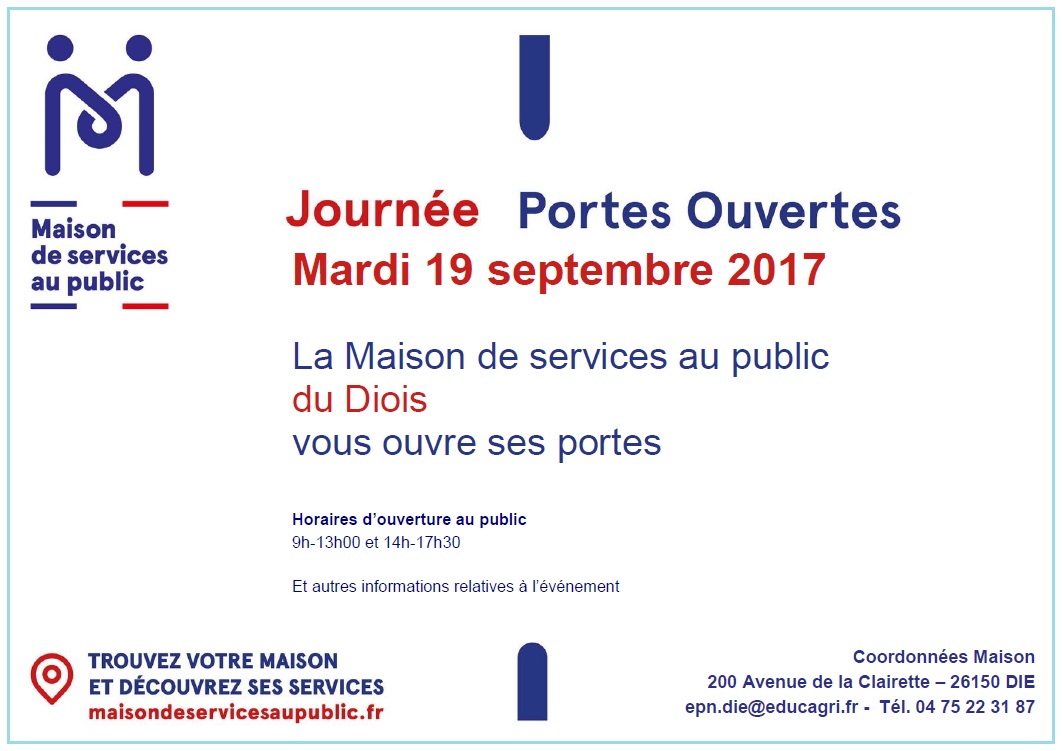 Maison
de services
au public
Journée Portes Ouvertes
Mardi 19 septembre 2017
La Maison de services au public
du Diois
vous ouvre ses portes
Horaires d'ouverture au public
9h-13h00 et 14h-17h30
Et autres informations relatives à l'événement
TROUVEZ VOTRE MAISON
ET DÉCOUVREZ SES SERVICES
maisondeservicesaupublic.fr
Coordonnées Maison
200 Avenue de la Clairette – 26150 DIE
epn.die@educagri.fr - Tél. 04 75 22 31 87